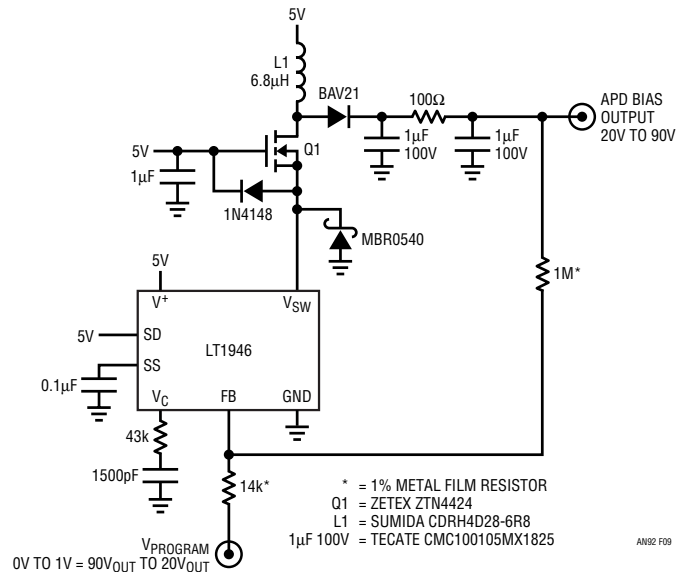 5V
L1
6.8µH
BAV21
100Ω
APD BIAS
OUTPUT
20V TO 90V
1µF
100V
1µF
100V
5V
Q1
1µF
1N4148
MBR0540
5V
1M*
V+
VSW
5V
SD
LT1946
SS
0.1µF
VC
FB
GND
43k
1500pF
14k*
* = 1% METAL FILM RESISTOR
Q1 = ZETEX ZTN4424
L1 = SUMIDA CDRH4D28-6R8
1µF 100V = TECATE CMC100105MX1825
AN92 F09
VPROGRAM
0V TO 1V = 90VOUT TO 20VOUT